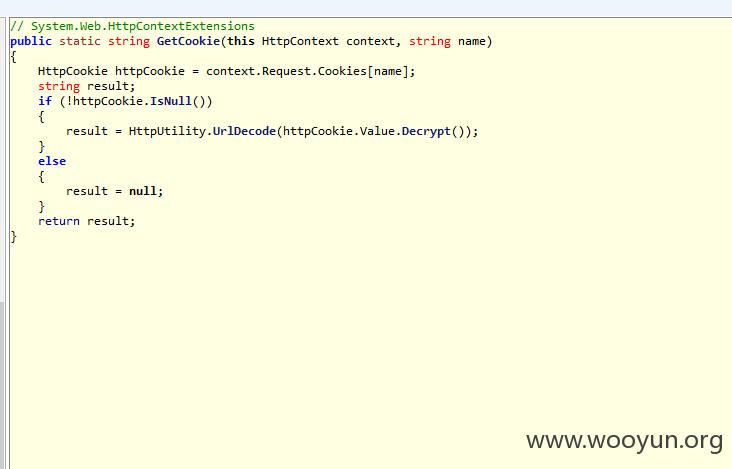 // System.Web.HttpContextExtensions
public static string GetCookie(this HttpContext context, string name)
{
    HttpCookie httpCookie = context.Request.Cookies[name];
    string result;
    if (!httpCookie.IsNull())
    {
        result = HttpUtility.UrlDecode(httpCookie.Value.Decrypt());
    }
    else
    {
        result = null;
    }
    return result;
}
www.wooyun.org